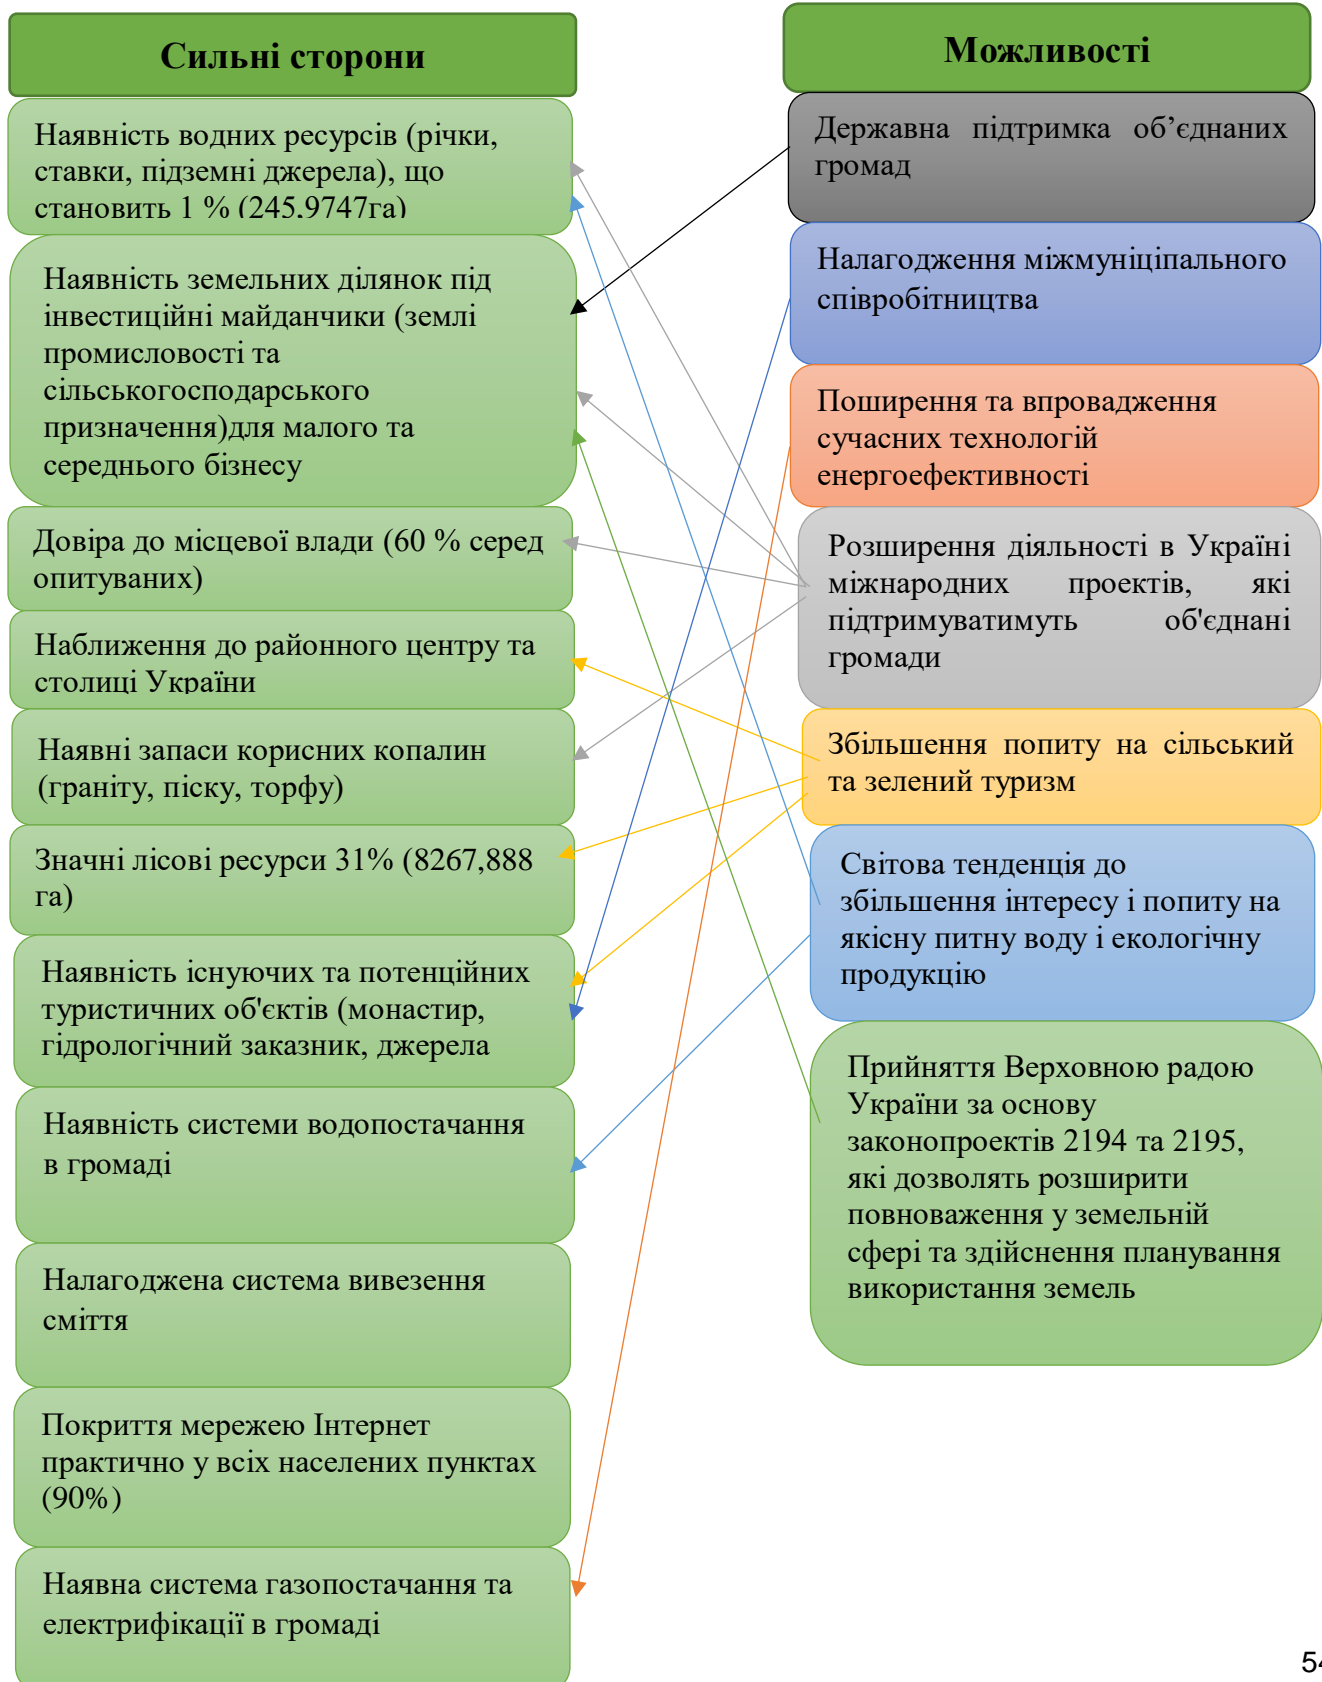 Сильні сторони
Наявність водних ресурсів (річки,
ставки, підземні джерела), що
становить 1 % (245,9747га)
Наявність земельних ділянок під
інвестиційні майданчики (землі
промисловості та
сільськогосподарського
призначення)для малого та
середнього бізнесу
Довіра до місцевої влади (60 % серед
опитуваних)
Наближення до районного центру та
столиці України
Наявні запаси корисних копалин
(граніту, піску, торфу)
Значні лісові ресурси 31% (8267,888
га)
Наявність існуючих та потенційних
туристичних об'єктів (монастир,
гідрологічний заказник, джерела
Наявність системи водопостачання
в громаді
Налагоджена система вивезення
сміття
Покриття мережею Інтернет
практично у всіх населених пунктах
(90%)
Наявна система газопостачання та
електрифікації в громаді
Можливості
Державна підтримка об’єднаних
громад
Налагодження міжмуніципального
співробітництва
Поширення та впровадження
сучасних технологій
енергоефективності
Розширення діяльності в Україні
міжнародних проектів, які
підтримуватимуть об'єднані
громади
Збільшення попиту на сільський
та зелений туризм
Світова тенденція до
збільшення інтересу і попиту на
якісну питну воду і екологічну
продукцію
Прийняття Верховною радою
України за основу
законопроектів 2194 та 2195,
які дозволять розширити
повноваження у земельній
сфері та здійснення планування
використання земель
54